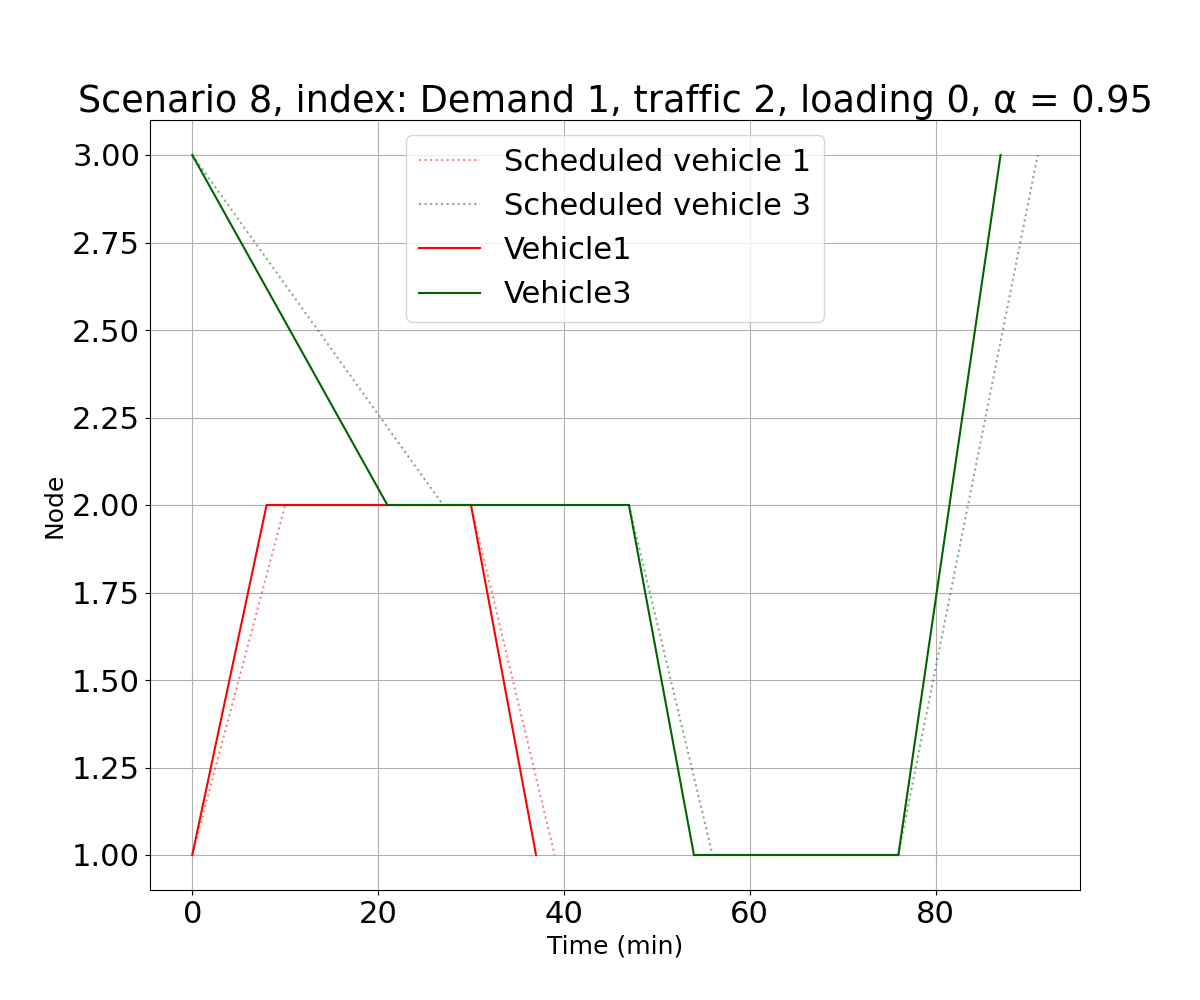 Scenario 8, index: Demand 1, traffic 2, loading 0, α = 0.95
Scheduled vehicle 1
Scheduled vehicle 3
Vehicle1
Vehicle3
3.00
2.75
2.50
2.25
2.00
1.75
1.50
1.25
1.00
Node
0 20 40 60 80
Time (min)